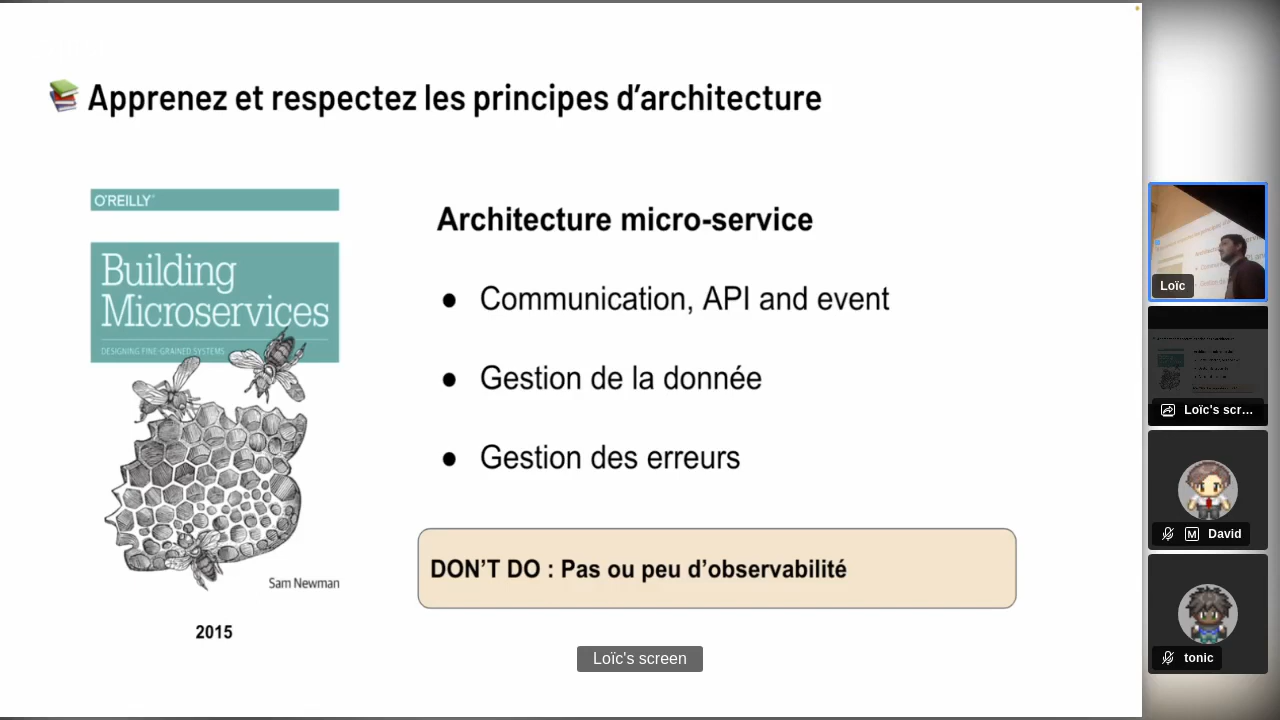 📚 Apprenez et respectez les principes d’architecture
O'REILLY
Building
Microservices
DESIGNING FINE-GRAINED SYSTEMS
Sam Newman
2015
Architecture micro-service
● Communication, API and event
● Gestion de la donnée
● Gestion des erreurs
DON’T DO : Pas ou peu d’observabilité
Loïc's screen
Loïc
Loïc's scr...
M David
tonic